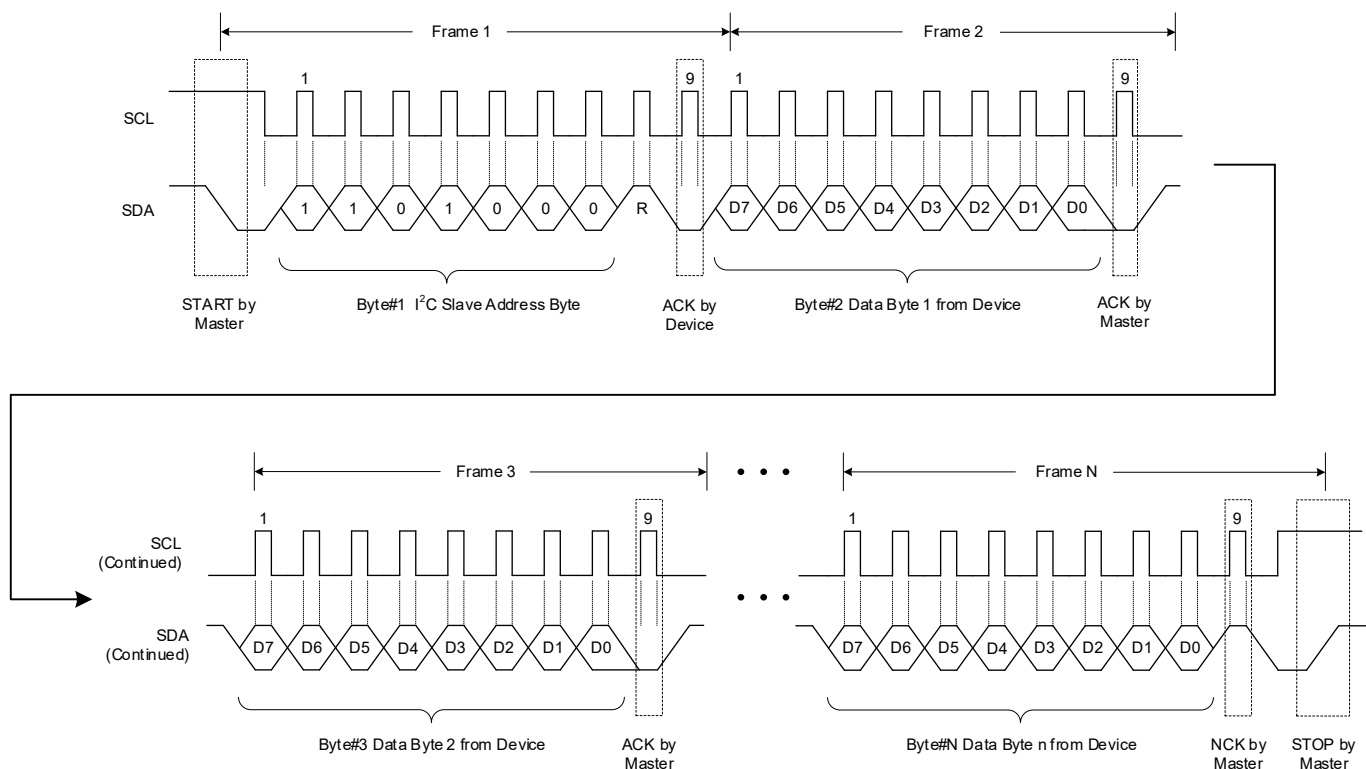 Frame 1
Frame 2
1
9
1
9
SCL
SDA
1 1 0 1 0 0 0 R
D7 D6 D5 D4 D3 D2 D1 D0
START by
Master
Byte#1 I²C Slave Address Byte
ACK by
Device
Byte#2 Data Byte 1 from Device
ACK by
Master
Frame 3
• • •
Frame N
1
9
1
9
SCL
(Continued)
• • •
SDA
(Continued)
D7 D6 D5 D4 D3 D2 D1 D0
D7 D6 D5 D4 D3 D2 D1 D0
Byte#3 Data Byte 2 from Device
ACK by
Master
Byte#N Data Byte n from Device
NCK by
Master
STOP by
Master